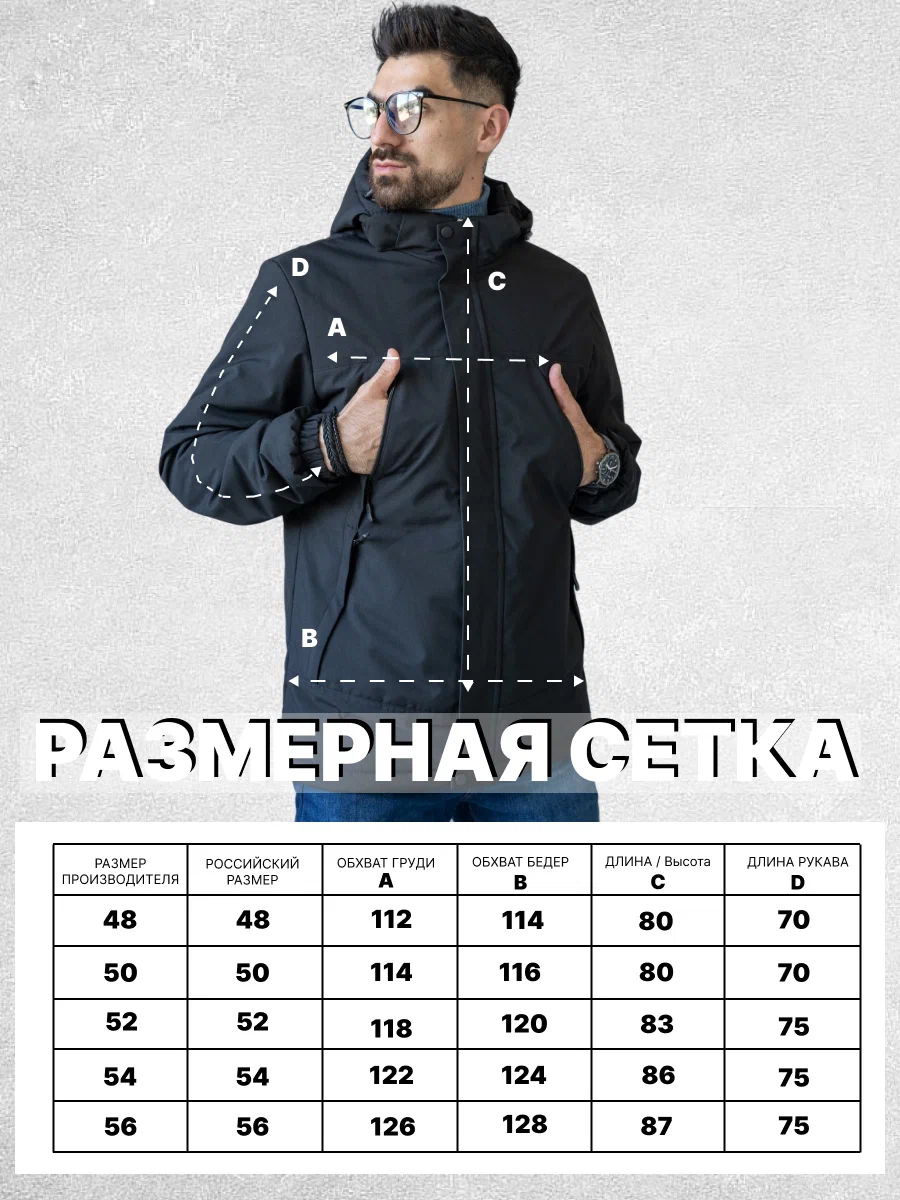 D
C
A
B
РАЗМЕРНАЯ СЕТКА
РАЗМЕР ПРОИЗВОДИТЕЛЯ РОССИЙСКИЙ РАЗМЕР ОБХВАТ ГРУДИ A ОБХВАТ БЕДЕР B ДЛИНА / Высота C ДЛИНА РУКАВА D
48 48 112 114 80 70
50 50 114 116 80 70
52 52 118 120 83 75
54 54 122 124 86 75
56 56 126 128 87 75